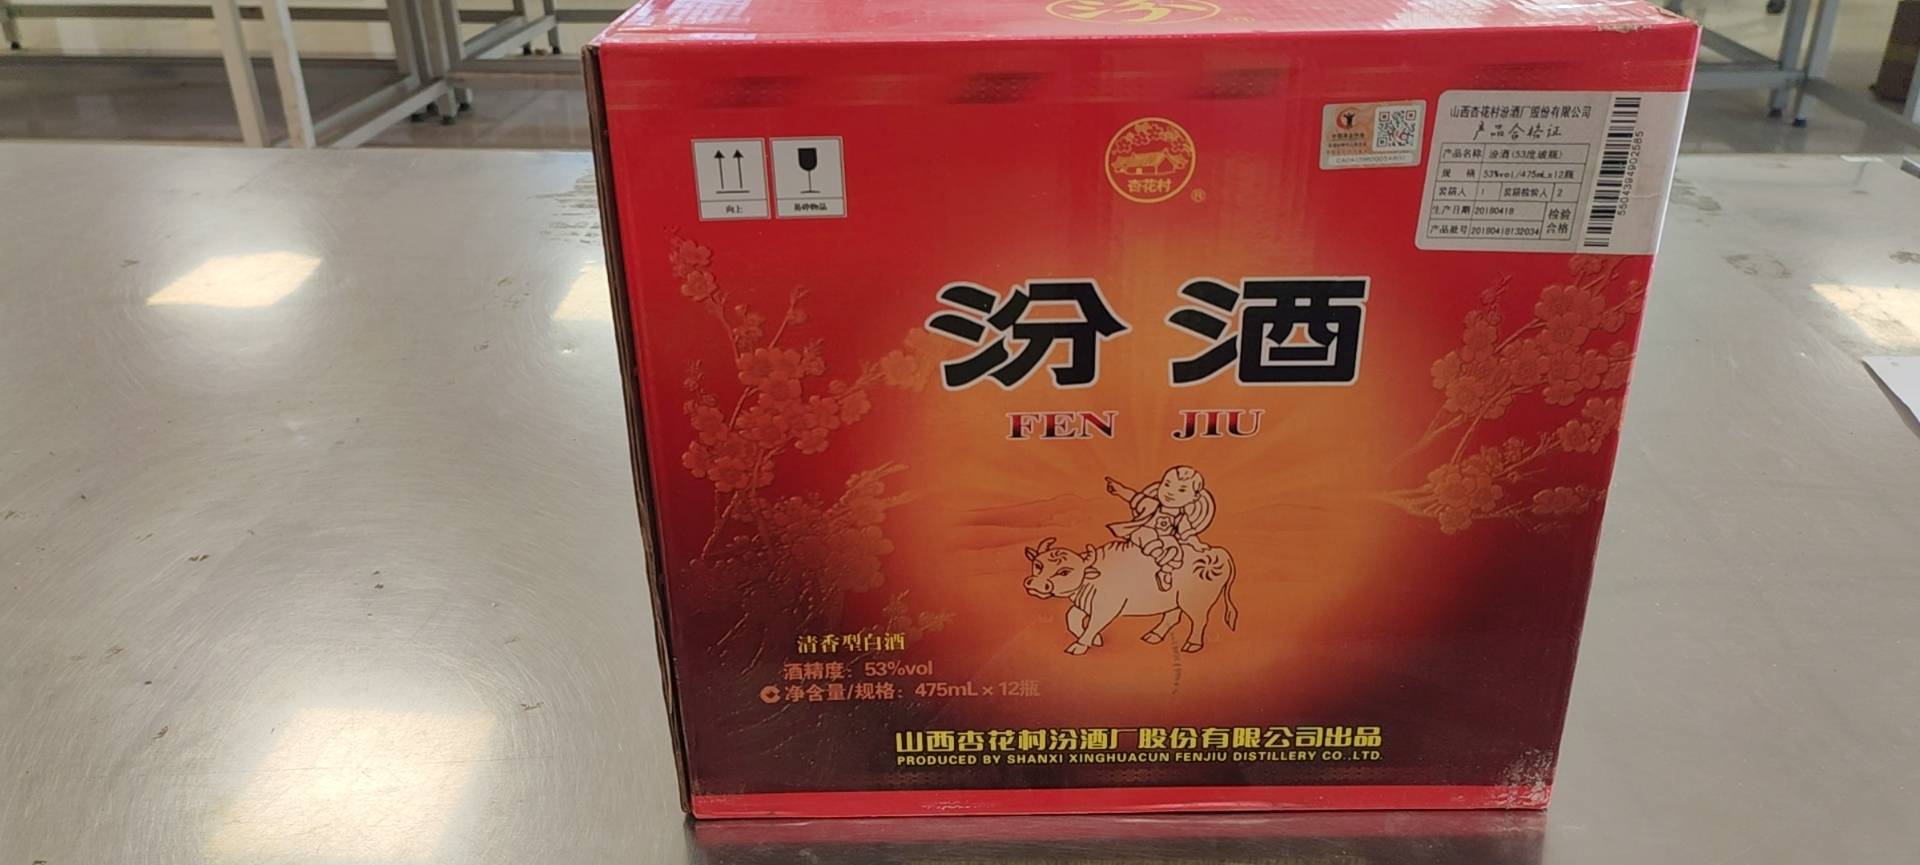 汾
杏花村
®
向上
易碎物品
山西杏花村汾酒厂股份有限公司
产品合格证
产品名称 汾酒(53度玻瓶)
规 格 53%vol/475mL×12瓶
装箱人 1 装箱检验人 2
生产日期 20180418 检验合格
产品批号 20180418132034
5504394902585
汾酒
FEN JIU
清香型白酒
酒精度：53%vol
净含量/规格：475mL×12瓶
山西杏花村汾酒厂股份有限公司出品
PRODUCED BY SHANXI XINGHUACUN FENJIU DISTILLERY CO.,LTD.